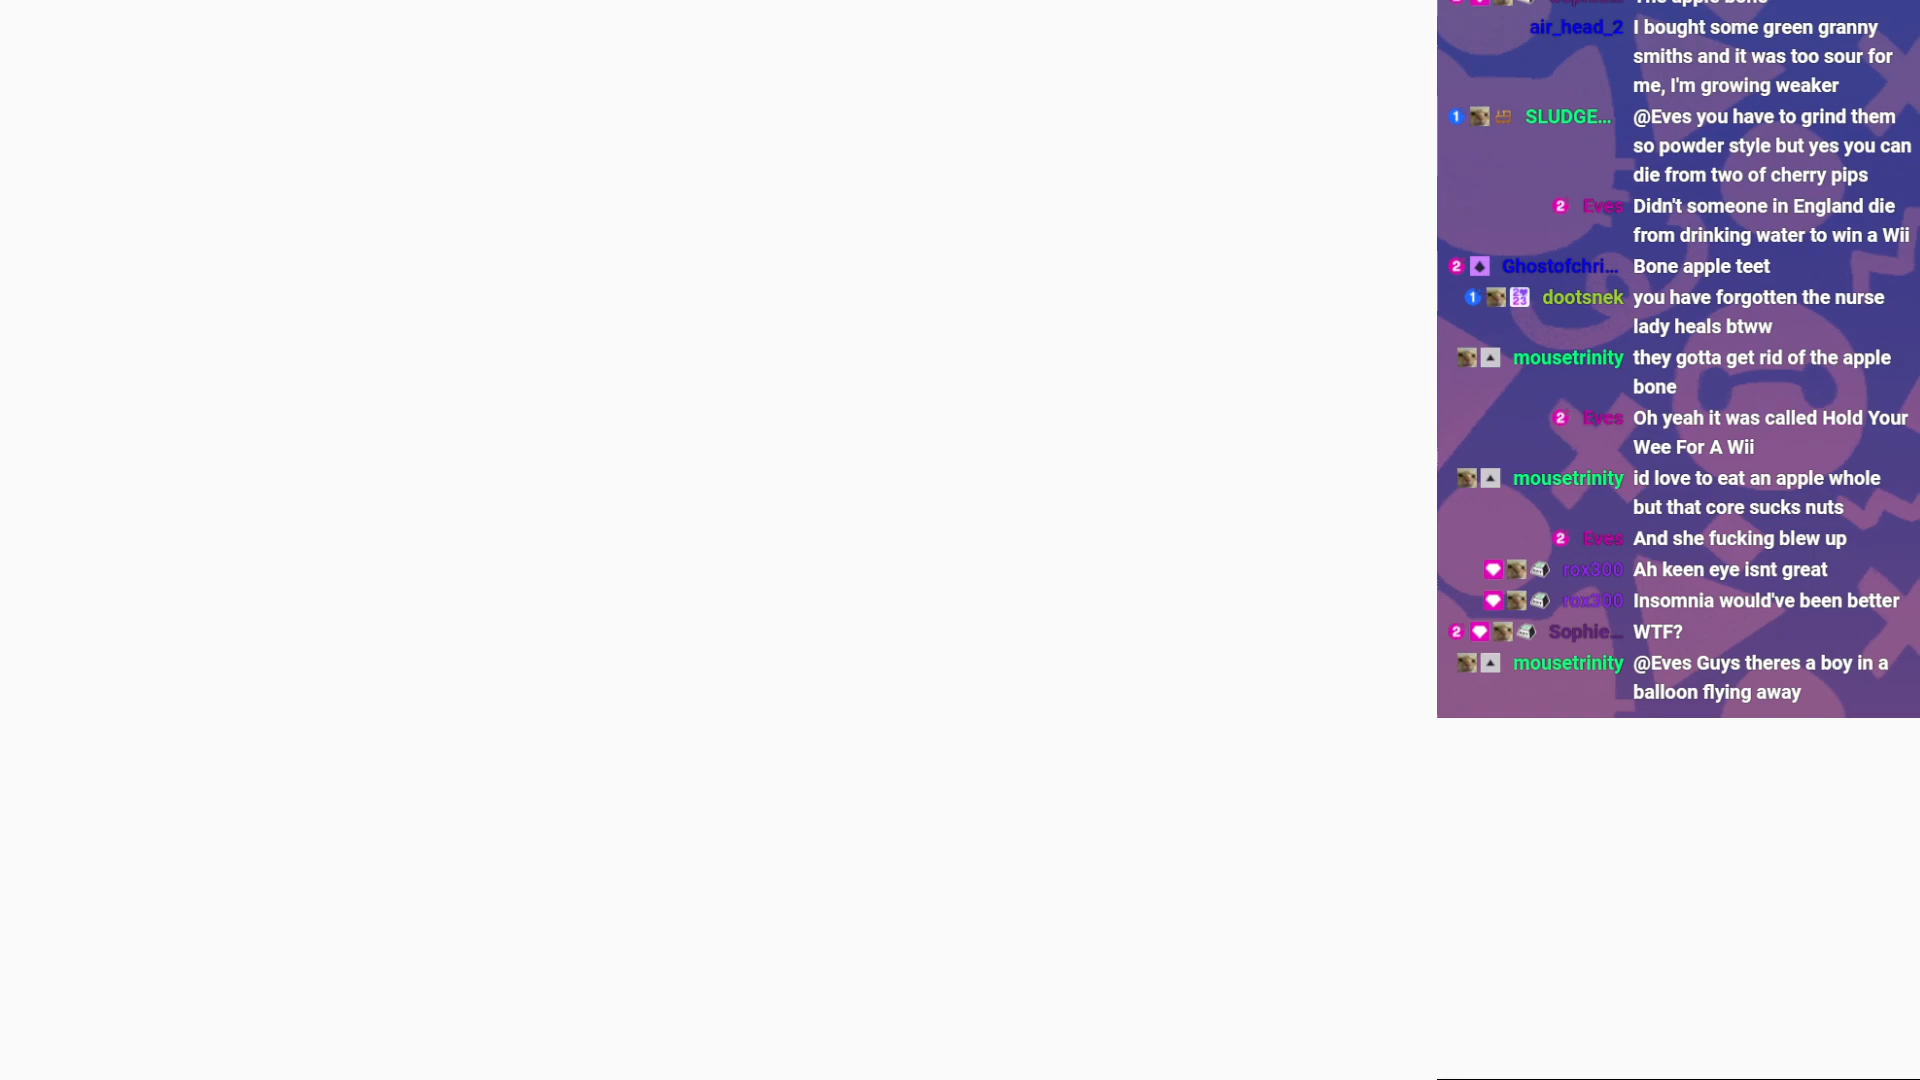 The apple bone
air_head_2 I bought some green granny
smiths and it was too sour for
me, I'm growing weaker
1 SLUDGE... @Eves you have to grind them
so powder style but yes you can
die from two of cherry pips
2 Eves Didn't someone in England die
from drinking water to win a Wii
2 Ghostofchri... Bone apple teet
1 dootsnek you have forgotten the nurse
lady heals btww
mousetrinity they gotta get rid of the apple
bone
2 Eves Oh yeah it was called Hold Your
Wee For A Wii
mousetrinity id love to eat an apple whole
but that core sucks nuts
2 Eves And she fucking blew up
rox300 Ah keen eye isnt great
rox300 Insomnia would've been better
2 Sophie... WTF?
mousetrinity @Eves Guys theres a boy in a
balloon flying away